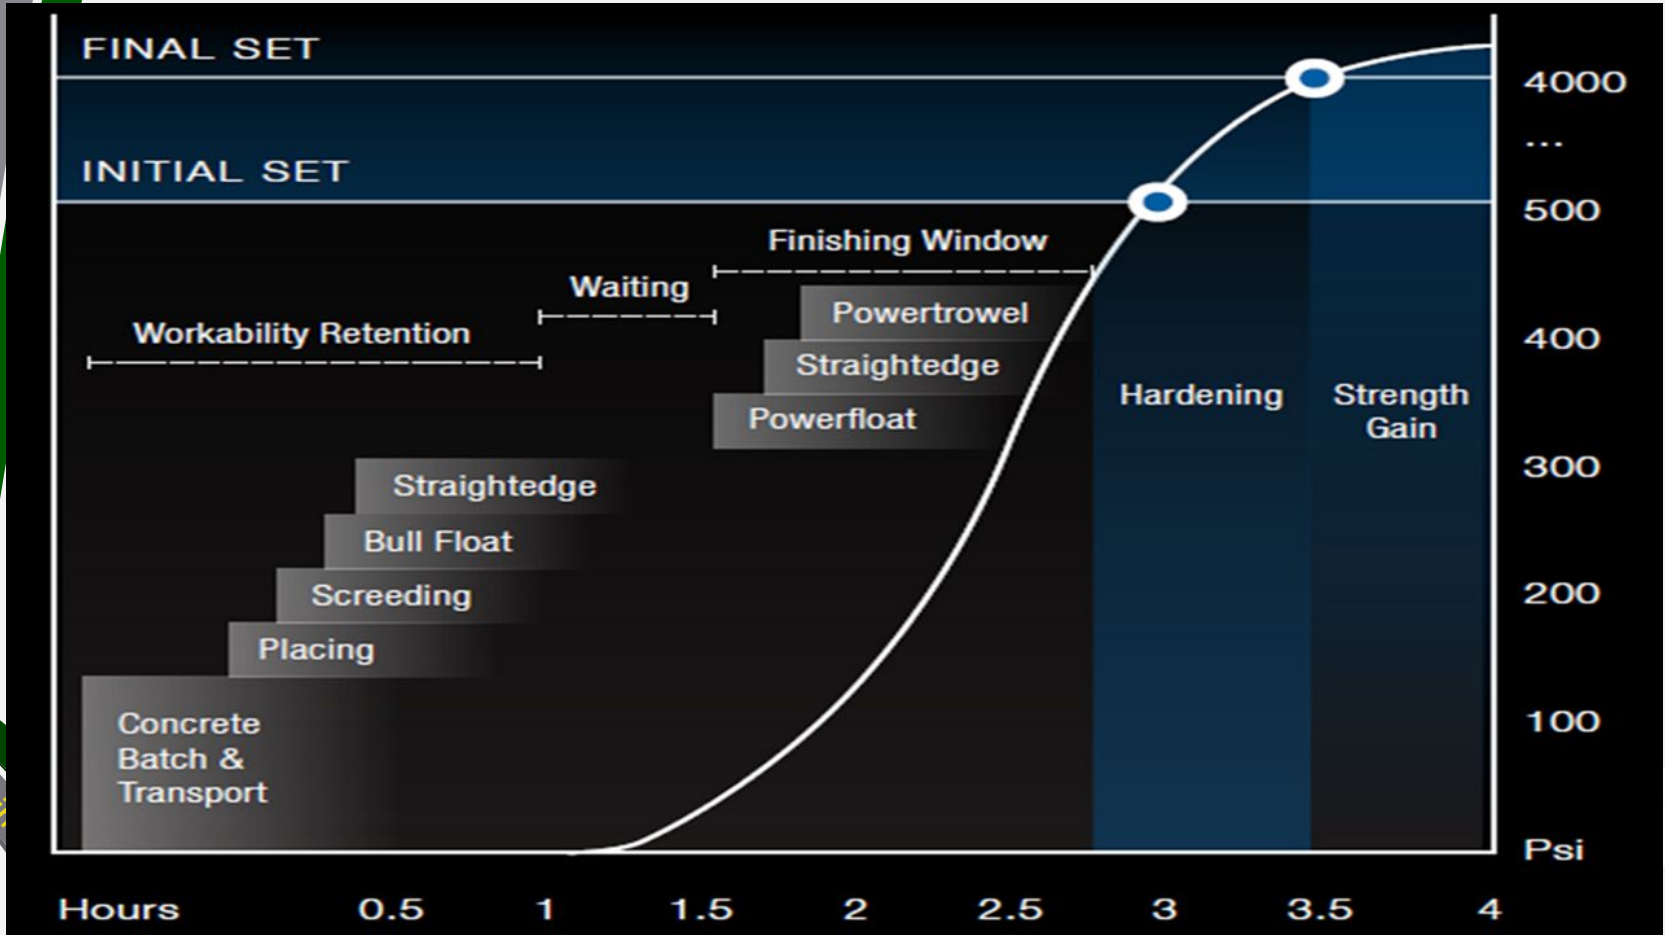 FINAL SET
4000
...
INITIAL SET
500
Finishing Window
Waiting
Powertrowel
Workability Retention
400
Straightedge
Hardening
Strength
Gain
Powerfloat
300
Straightedge
Bull Float
Screeding
200
Placing
Concrete
Batch &
Transport
100
Psi
Hours 0.5 1 1.5 2 2.5 3 3.5 4